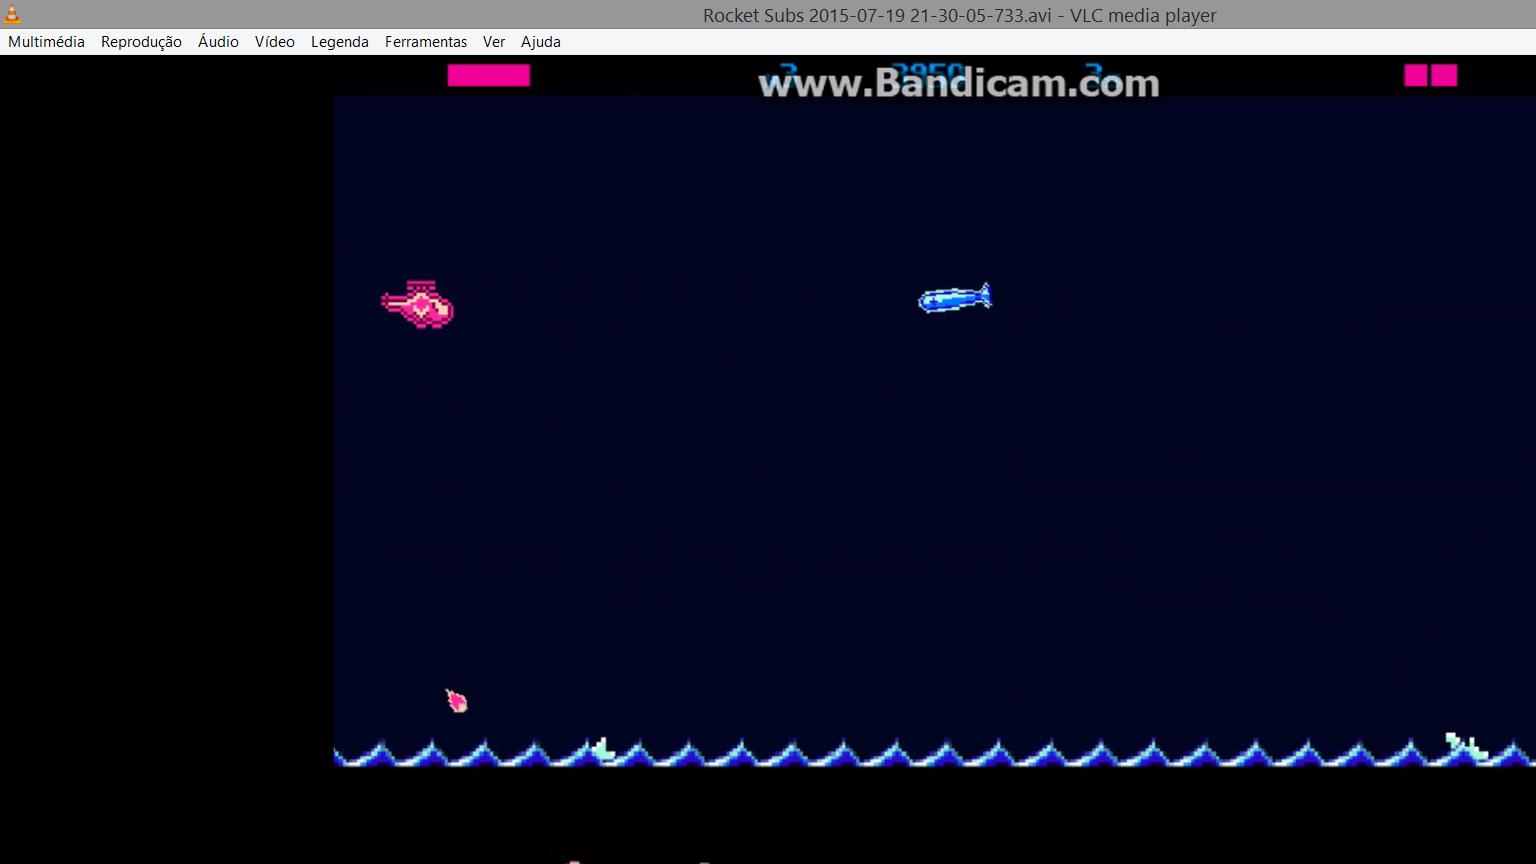 Rocket Subs 2015-07-19 21-30-05-733.avi - VLC media player
Multimédia Reprodução Áudio Vídeo Legenda Ferramentas Ver Ajuda
www.Bandicam.com